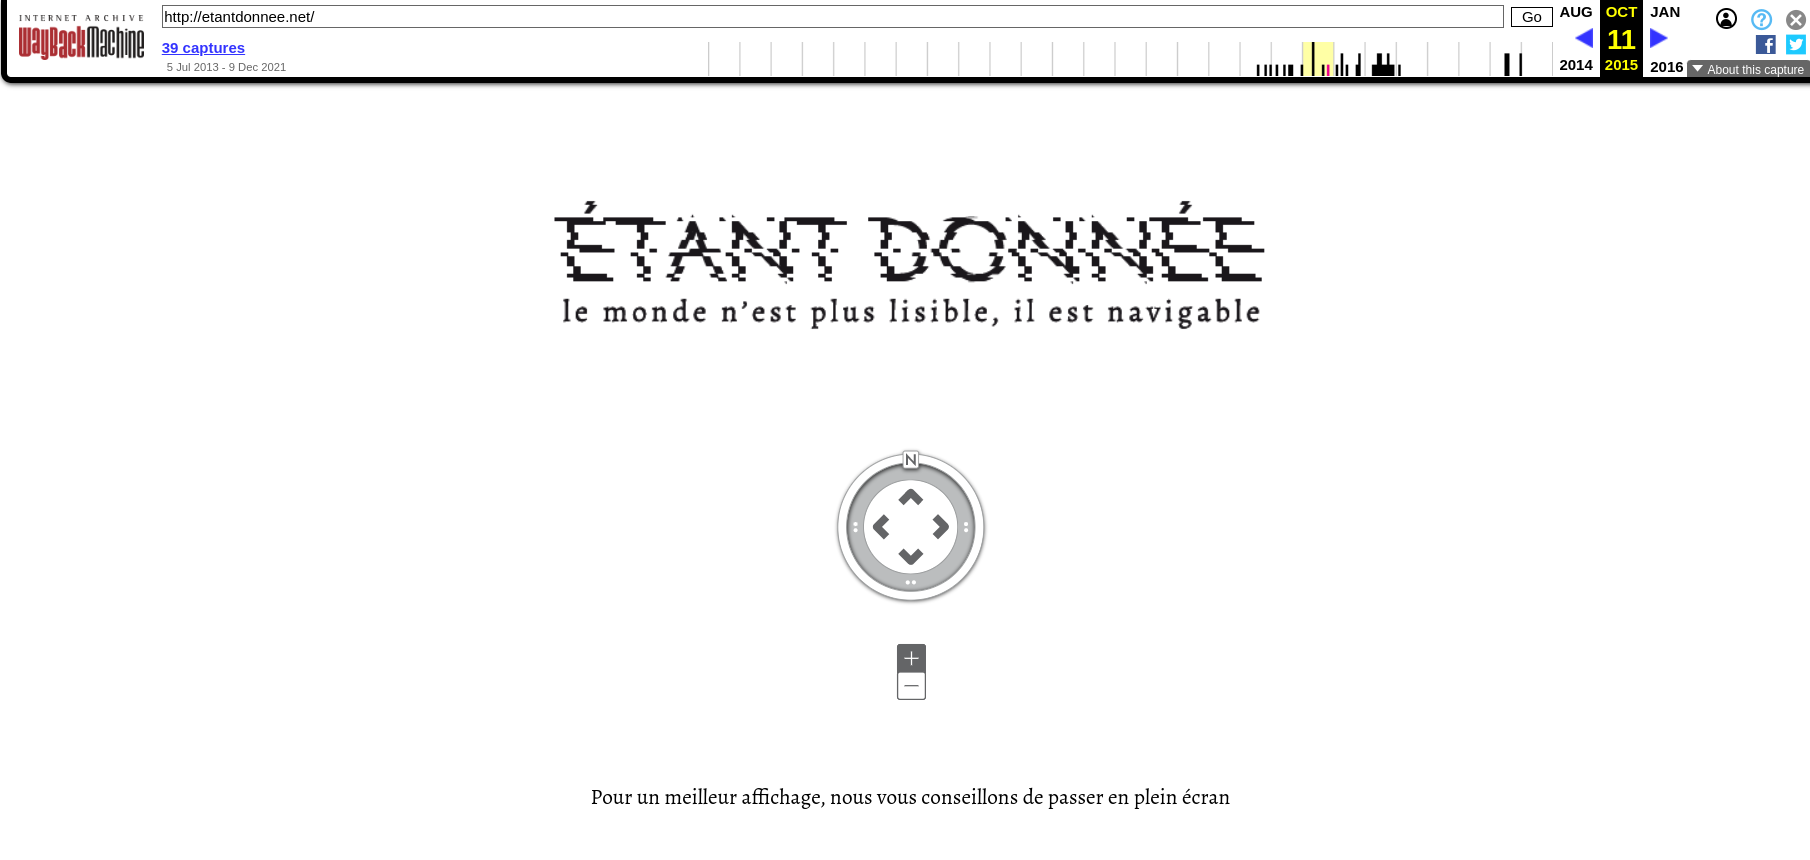 INTERNET ARCHIVE
WayBackMachine
http://etantdonnee.net/
Go
39 captures
5 Jul 2013 - 9 Dec 2021
AUG
OCT
JAN
11
2014
2015
2016
About this capture
ÉTANT DONNÉE
le monde n’est plus lisible, il est navigable
N
Pour un meilleur affichage, nous vous conseillons de passer en plein écran